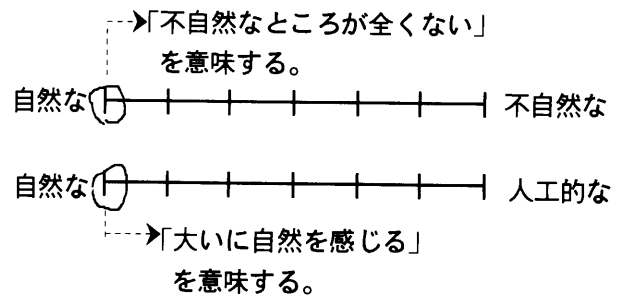 「不自然なところが全くない」
を意味する。
自然な 不自然な
自然な 人工的な
「大いに自然を感じる」
を意味する。